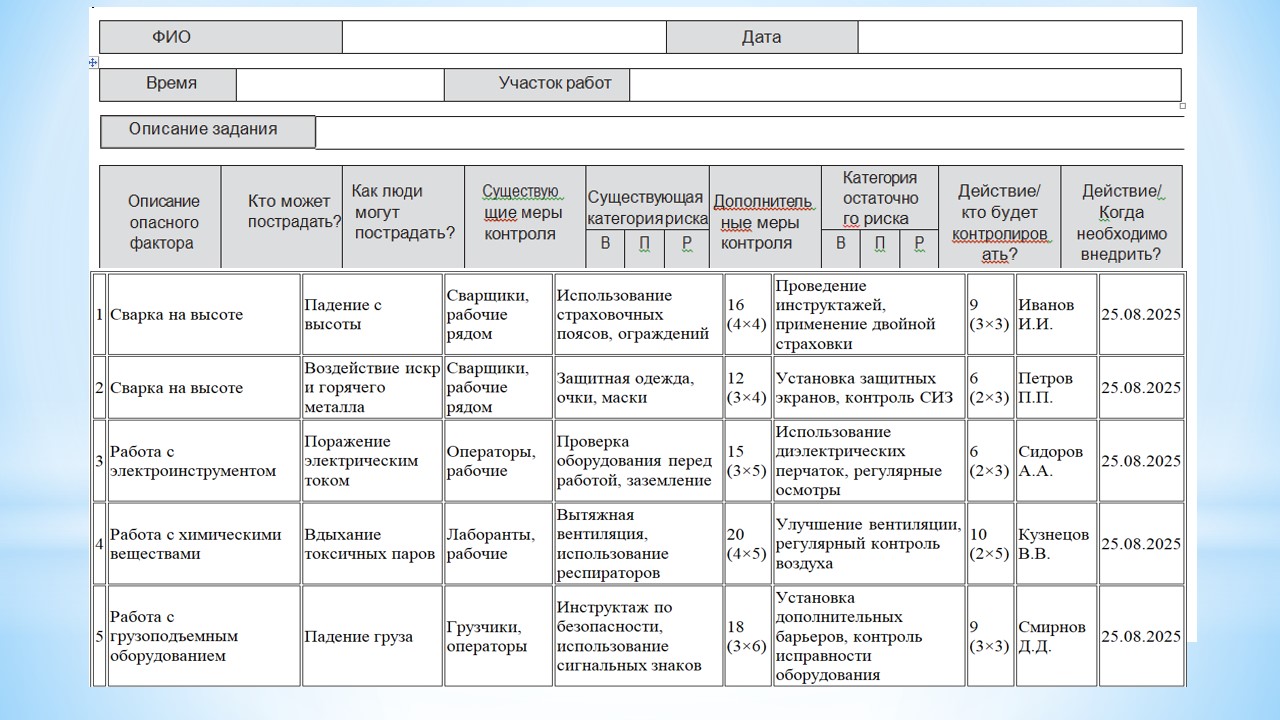 ФИО Дата
Время Участок работ
Описание задания
Описание
опасного
фактора
Кто может
пострадать?
Как люди
могут
пострадать?
Существую
щие меры
контроля
Существующая
категория риска
В П Р
Дополнитель
ные меры
контроля
Категория
остаточно
го риска
В П Р
Действие/
кто будет
контролиров
ать?
Действие/
Когда
необходимо
внедрить?
1
Сварка на высоте
Падение с
высоты
Сварщики,
рабочие
рядом
Использование
страховочных
поясов, ограждений
16
(4×4)
Проведение
инструктажей,
применение двойной
страховки
9
(3×3)
Иванов
И.И.
25.08.2025
2
Сварка на высоте
Воздействие искр
и горячего
металла
Сварщики,
рабочие
рядом
Защитная одежда,
очки, маски
12
(3×4)
Установка защитных
экранов, контроль СИЗ
6
(2×3)
Петров
П.П.
25.08.2025
3
Работа с
электроинструментом
Поражение
электрическим
током
Операторы,
рабочие
Проверка
оборудования перед
работой, заземление
15
(3×5)
Использование
диэлектрических
перчаток, регулярные
осмотры
6
(2×3)
Сидоров
А.А.
25.08.2025
4
Работа с химическими
веществами
Вдыхание
токсичных паров
Лаборанты,
рабочие
Вытяжная
вентиляция,
использование
респираторов
20
(4×5)
Улучшение вентиляции,
регулярный контроль
воздуха
10
(2×5)
Кузнецов
В.В.
25.08.2025
5
Работа с
грузоподъемным
оборудованием
Падение груза
Грузчики,
операторы
Инструктаж по
безопасности,
использование
сигнальных знаков
18
(3×6)
Установка
дополнительных
барьеров, контроль
исправности
оборудования
9
(3×3)
Смирнов
Д.Д.
25.08.2025